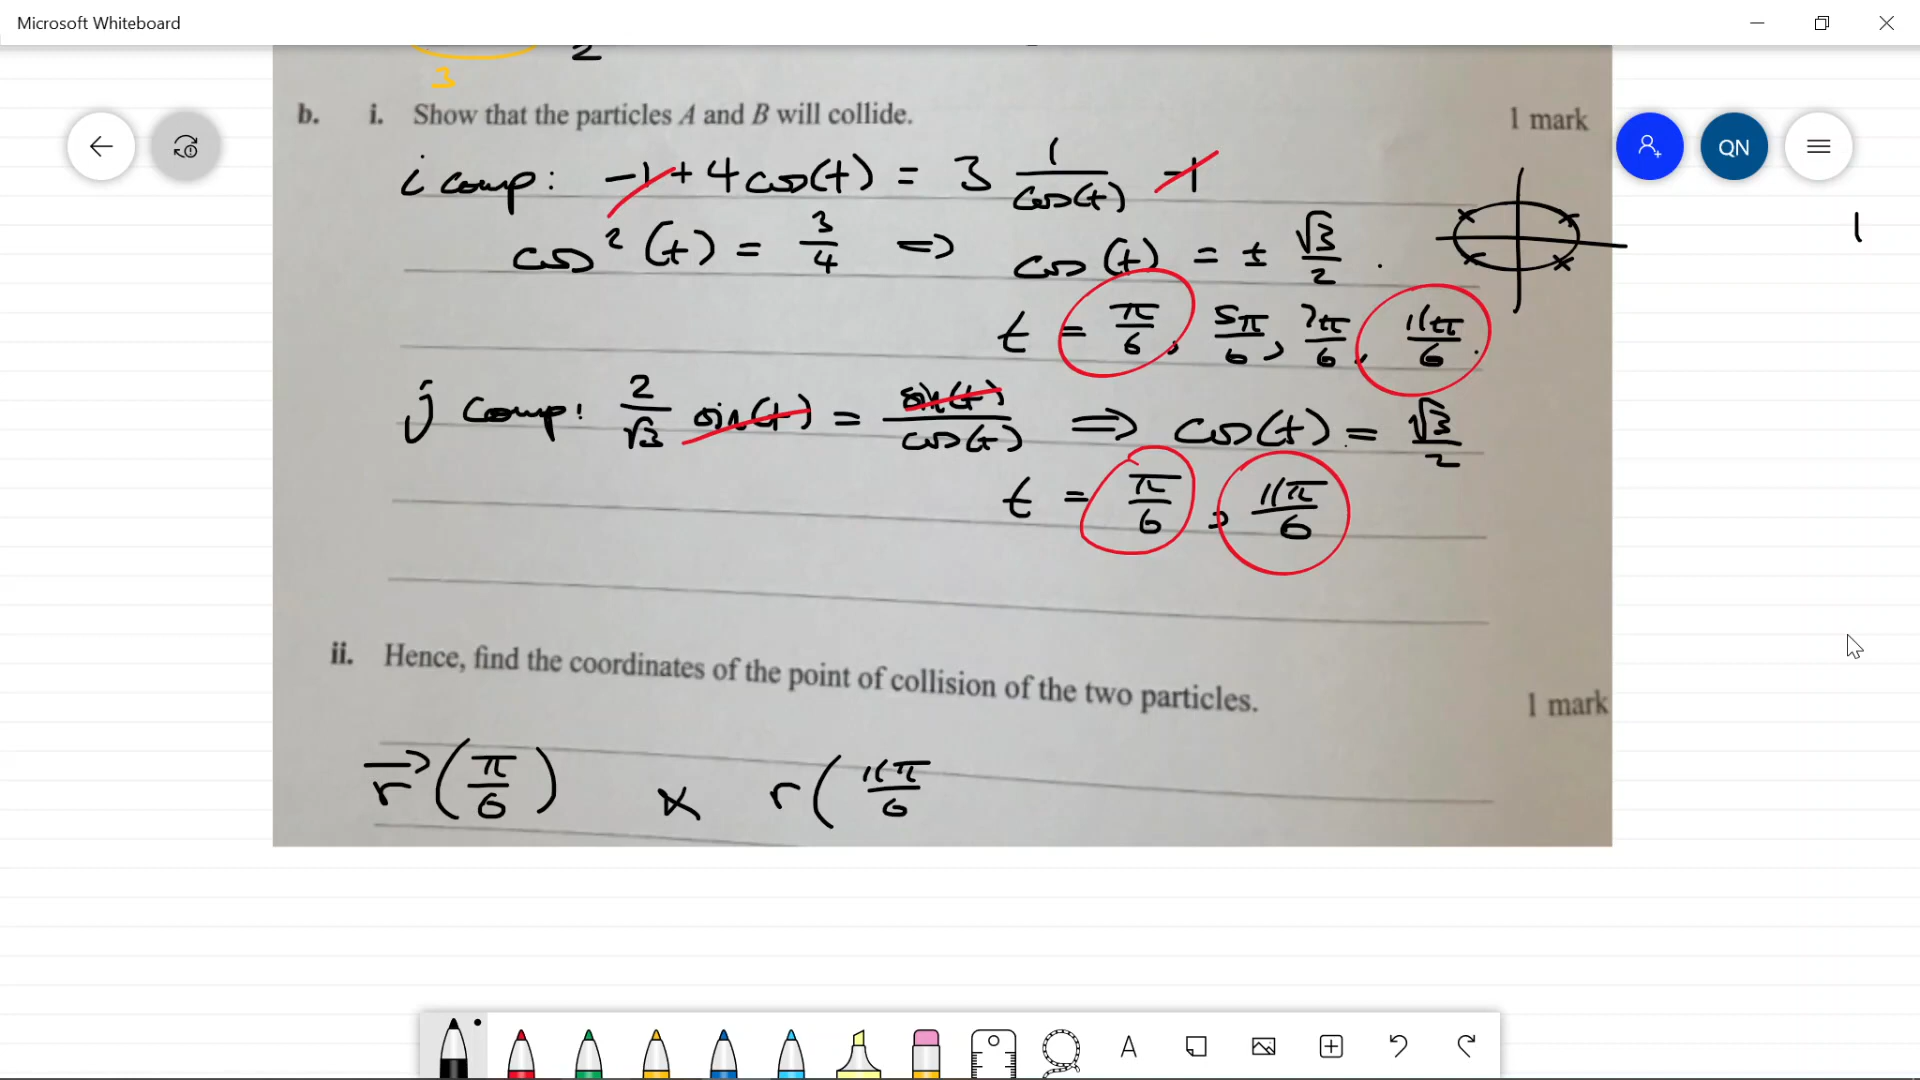 Microsoft Whiteboard
3
2
b. i. Show that the particles A and B will collide. 1 mark
i comp: -1 + 4cos(t) = 3 1/cos(t) -1
cos²(t) = 3/4 => cos(t) = ± √3/2 .
t = π/6, 5π/6, 7π/6, 11π/6.
j comp: 2/√3 sin(t) = sin(t)/cos(t) => cos(t) = √3/2
t = π/6, 11π/6
ii. Hence, find the coordinates of the point of collision of the two particles. 1 mark
r(π/6) r(11π/6
QN
A